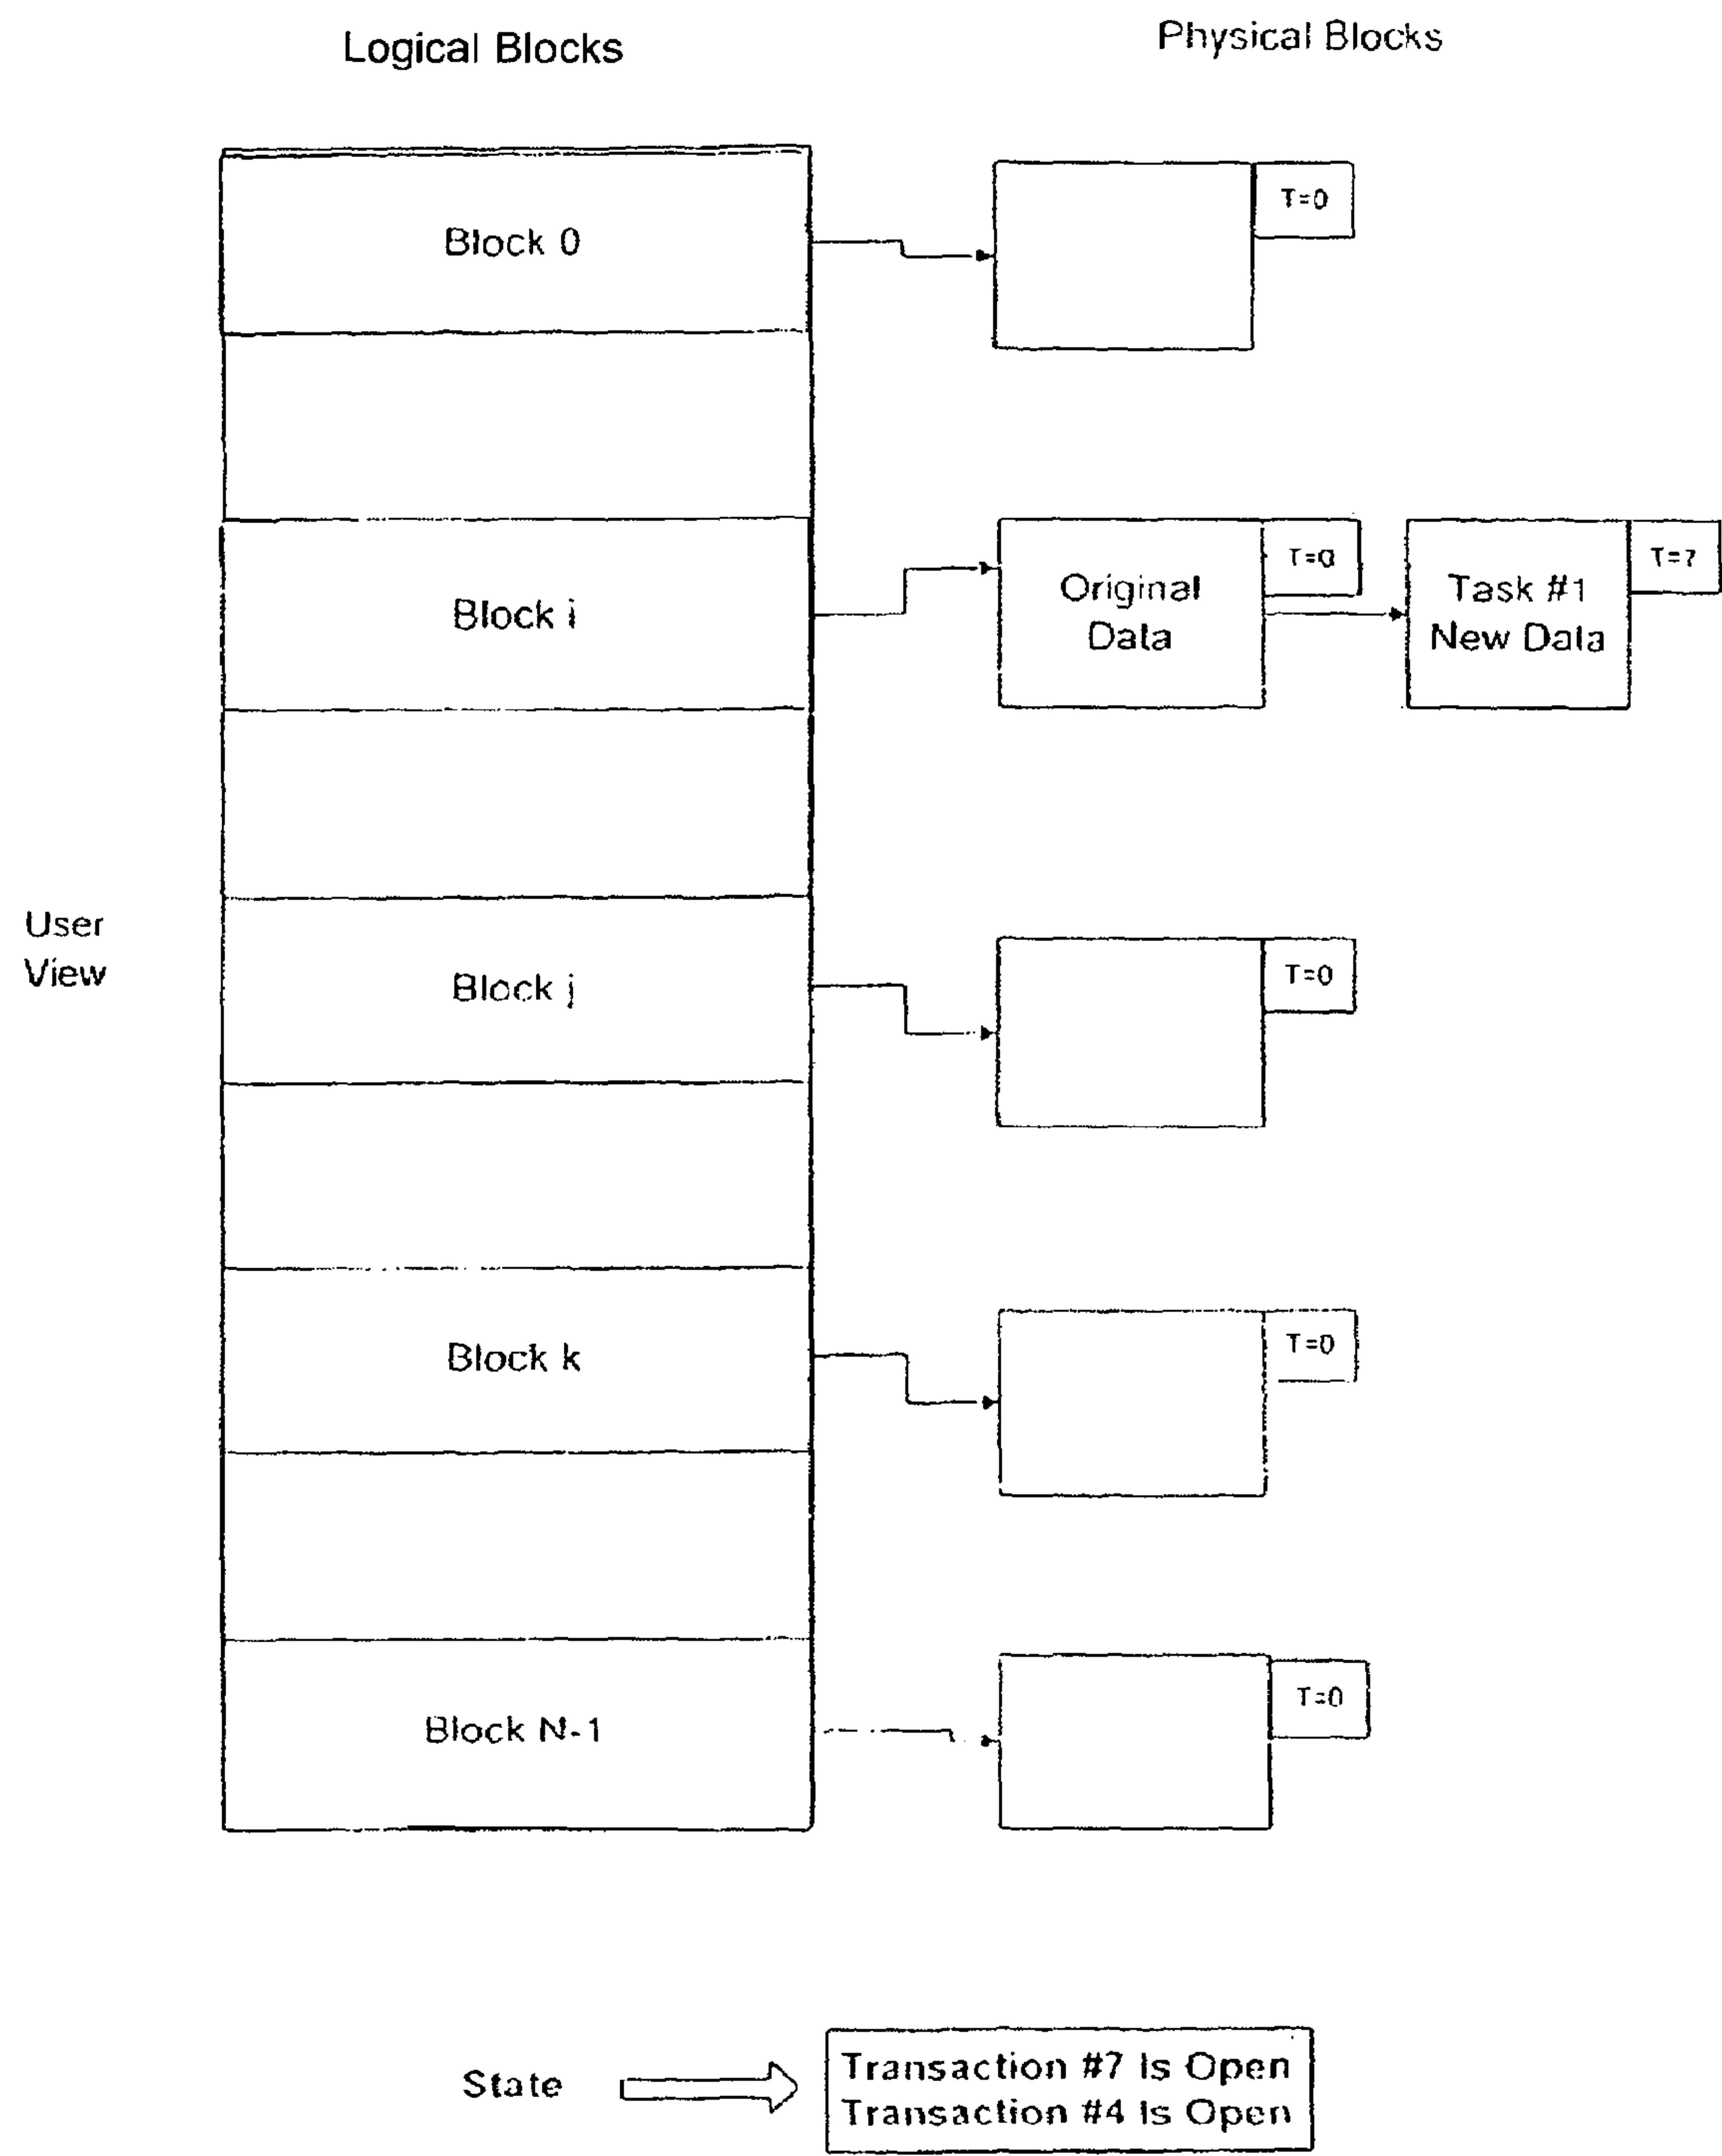 Logical Blocks
Physical Blocks
Block 0
T=0
Block i
Original
Data
T=0
Task #1
New Data
T=7
User
View
Block j
T=0
Block k
T=0
Block N-1
T=0
State
Transaction #7 Is Open
Transaction #4 Is Open